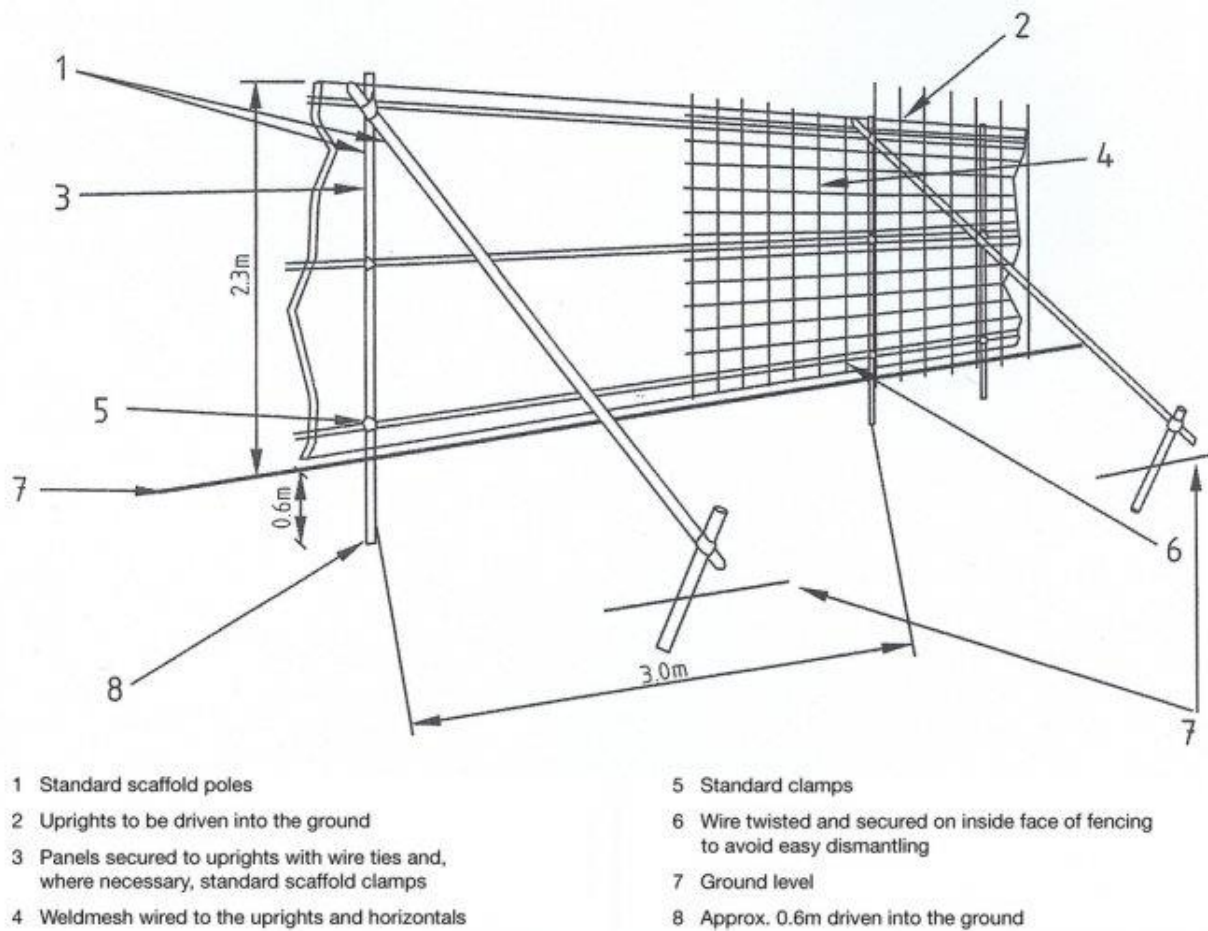 1
2
3
4
2.3m
5
7
0.6m
6
8
3.0m
7
1 Standard scaffold poles
2 Uprights to be driven into the ground
3 Panels secured to uprights with wire ties and,
where necessary, standard scaffold clamps
4 Weldmesh wired to the uprights and horizontals
5 Standard clamps
6 Wire twisted and secured on inside face of fencing
to avoid easy dismantling
7 Ground level
8 Approx. 0.6m driven into the ground